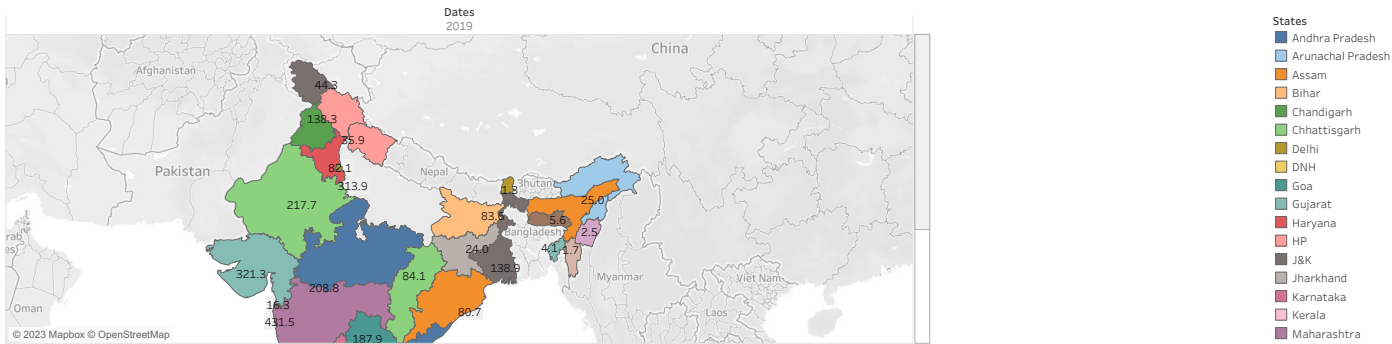 Dates
2019
China
Afghanistan
44.3
138.3
35.9
Pakistan
82.1
Nepal
313.9
1.3
Bhutan
25.0
217.7
83.6
5.6
2.5
Bangladesh
4.1
1.7
24.0
138.9
Myanmar
Viet Nam
321.3
84.1
208.8
Oman
16.3
80.7
Laos
431.5
187.9
© 2023 Mapbox © OpenStreetMap
States
Andhra Pradesh
Arunachal Pradesh
Assam
Bihar
Chandigarh
Chhattisgarh
Delhi
DNH
Goa
Gujarat
Haryana
HP
J&K
Jharkhand
Karnataka
Kerala
Maharashtra